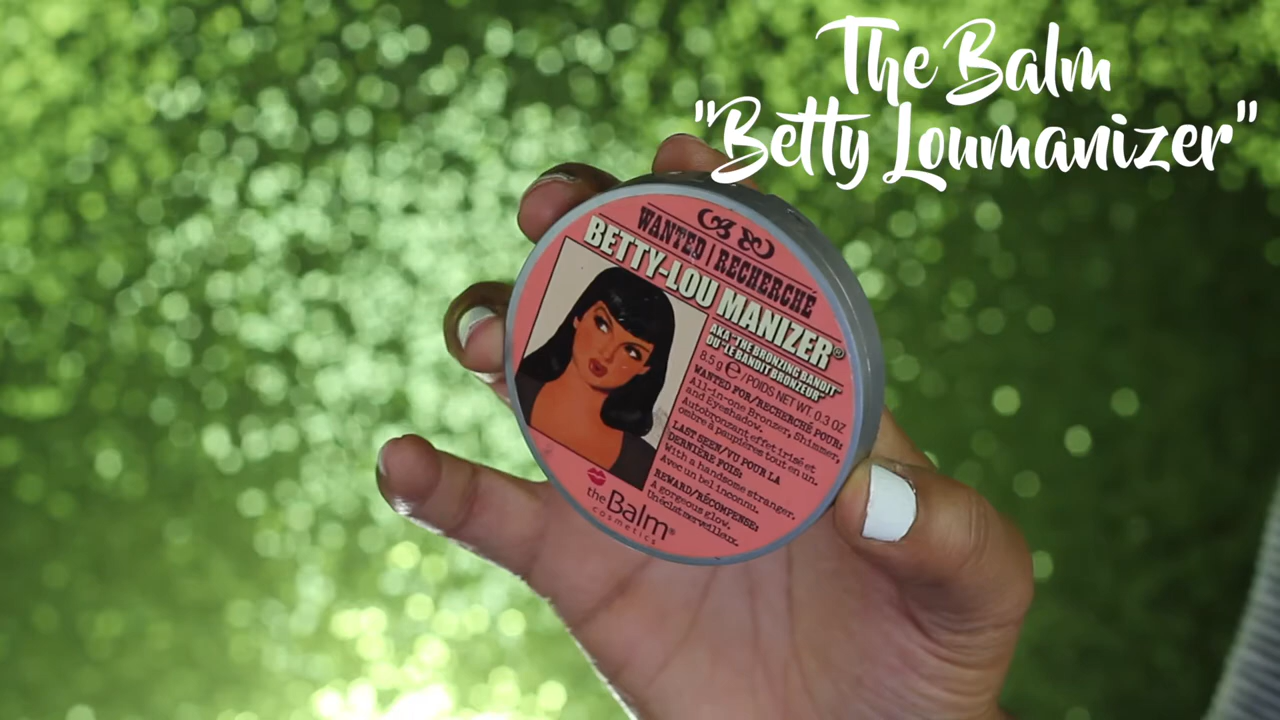 The Balm
"Betty Loumanizer"
WANTED | RECHERCHÉ
BETTY-LOU MANIZER®
AKA "THE BRONZING BANDIT"
OU "LE BANDIT BRONZEUR"
8.5 g ℮ / POIDS NET WT. 0.3 OZ
WANTED FOR/RECHERCHÉ POUR:
All-in-one Bronzer, Shimmer,
and Eyeshadow.
Autobronzant effet irisé et
ombre à paupières tout en un.
LAST SEEN/VU POUR LA
DERNIÈRE FOIS:
With a handsome stranger.
Avec un bel inconnu.
REWARD/RÉCOMPENSE:
A gorgeous glow.
Un éclat merveilleux.
theBalm®
cosmetics